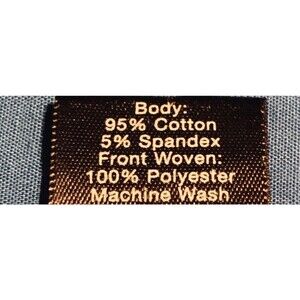 Body:
95% Cotton
5% Spandex
Front Woven:
100% Polyester
Machine Wash